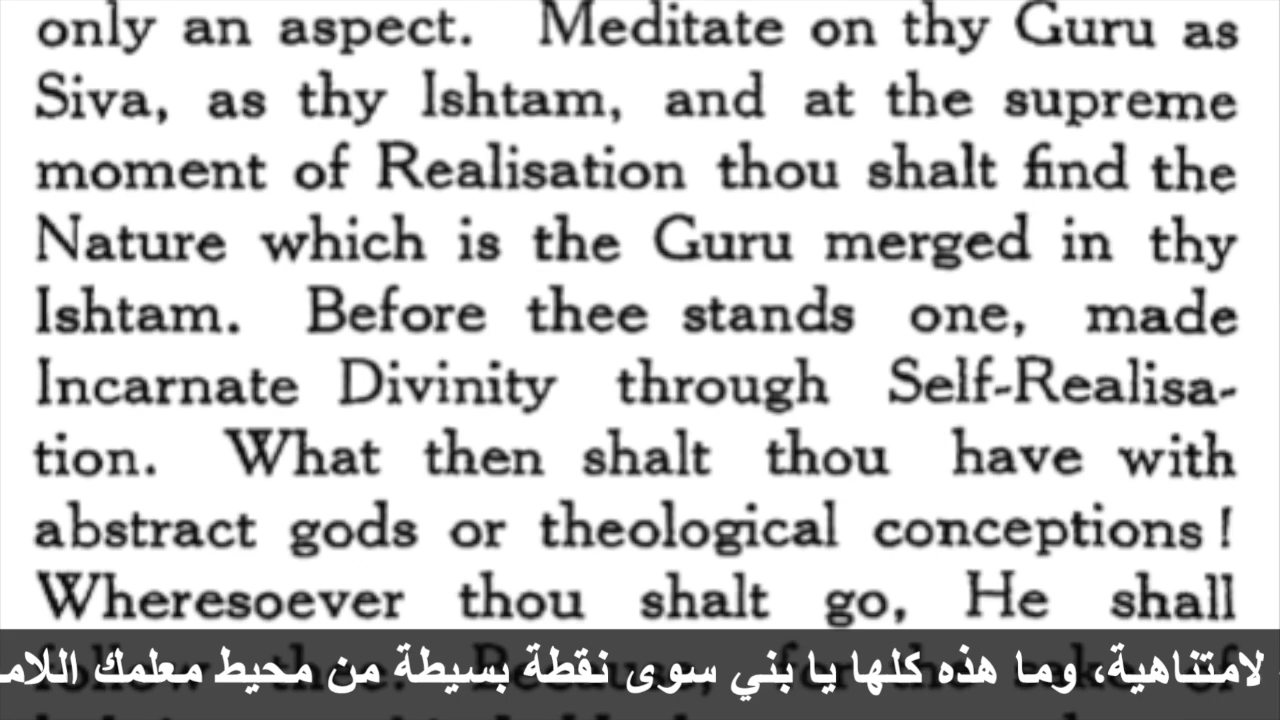 only an aspect. Meditate on thy Guru as
Siva, as thy Ishtam, and at the supreme
moment of Realisation thou shalt find the
Nature which is the Guru merged in thy
Ishtam. Before thee stands one, made
Incarnate Divinity through Self-Realisa-
tion. What then shalt thou have with
abstract gods or theological conceptions!
Wheresoever thou shalt go, He shall
لامتناهية، وما هذه كلها يا بني سوى نقطة بسيطة من محيط معلمك